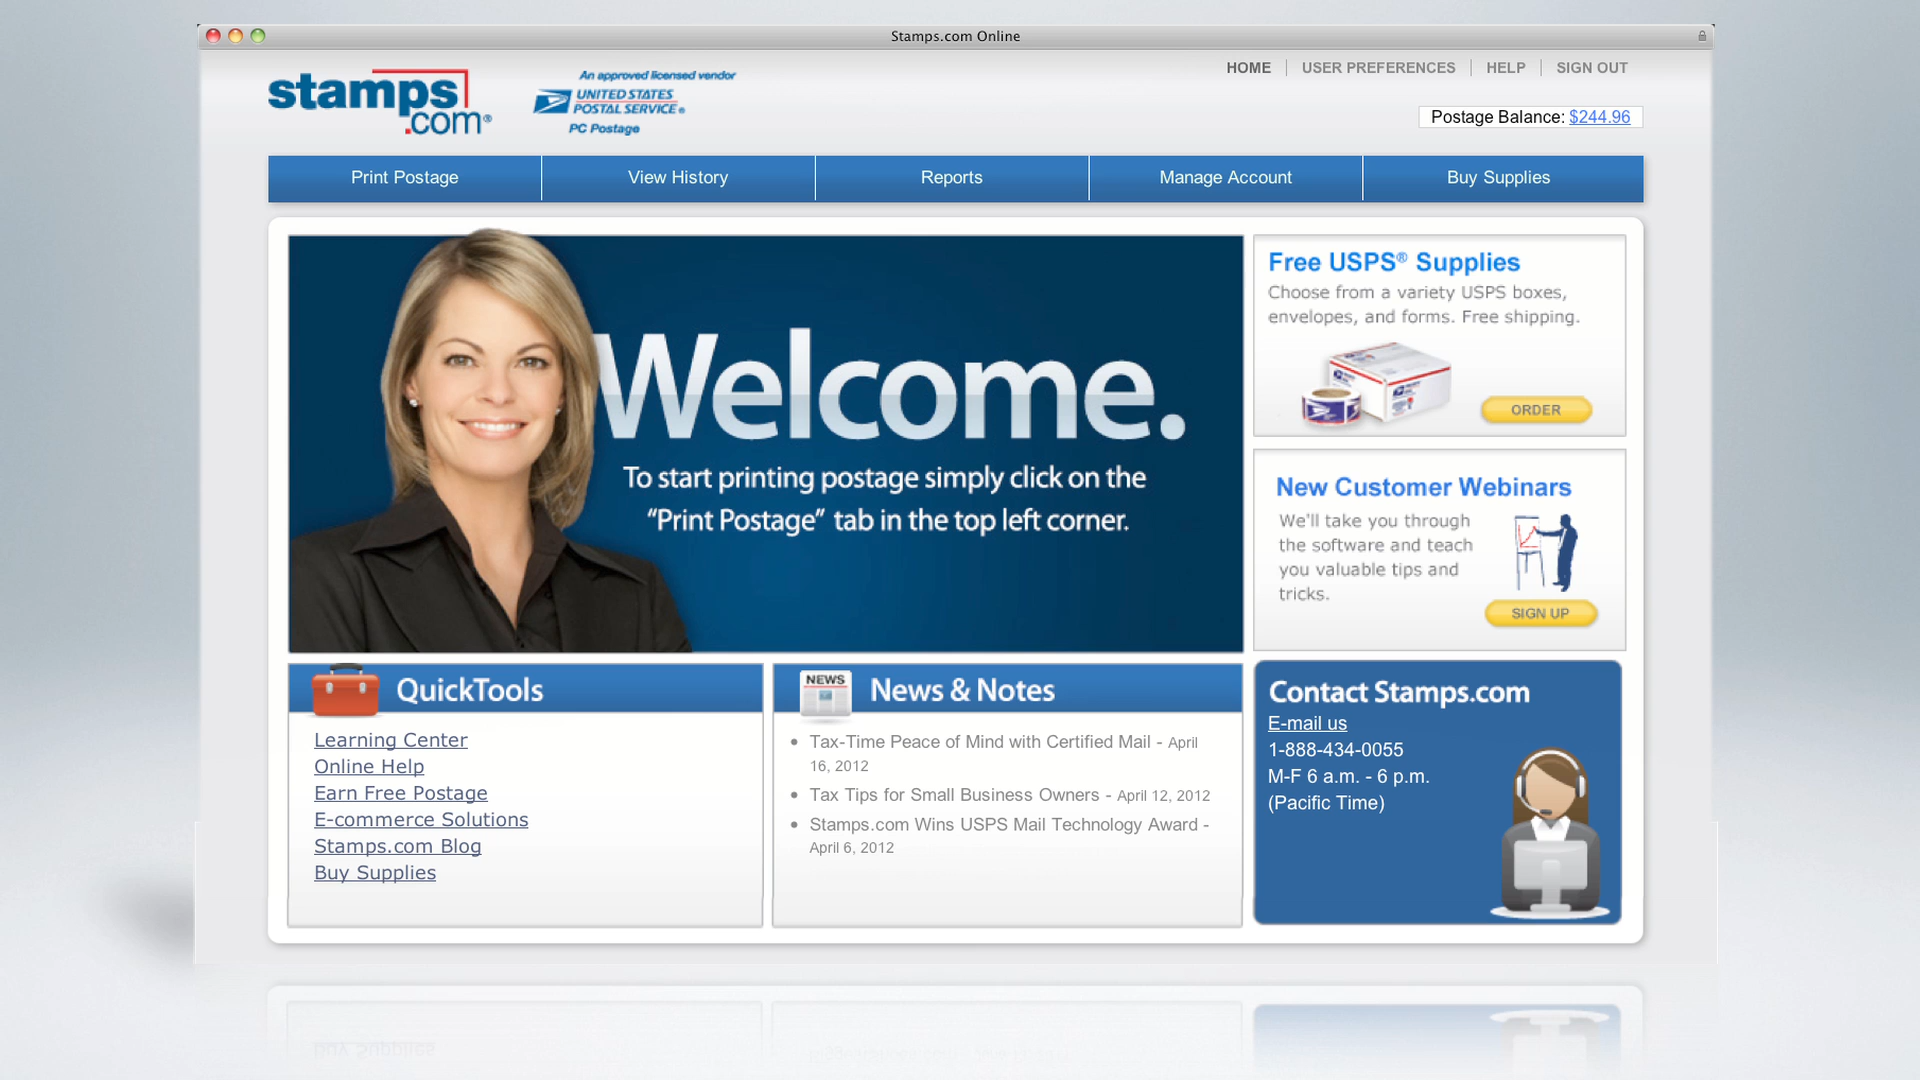 Stamps.com Online
stamps
.com®
An approved licensed vendor
UNITED STATES
POSTAL SERVICE®
PC Postage
HOME
USER PREFERENCES
HELP
SIGN OUT
Postage Balance: $244.96
Print Postage
View History
Reports
Manage Account
Buy Supplies
Welcome.
To start printing postage simply click on the
“Print Postage” tab in the top left corner.
Free USPS® Supplies
Choose from a variety USPS boxes,
envelopes, and forms. Free shipping.
ORDER
New Customer Webinars
We'll take you through
the software and teach
you valuable tips and
tricks.
SIGN UP
QuickTools
Learning Center
Online Help
Earn Free Postage
E-commerce Solutions
Stamps.com Blog
Buy Supplies
NEWS
News & Notes
Tax-Time Peace of Mind with Certified Mail - April
16, 2012
Tax Tips for Small Business Owners - April 12, 2012
Stamps.com Wins USPS Mail Technology Award -
April 6, 2012
Contact Stamps.com
E-mail us
1-888-434-0055
M-F 6 a.m. - 6 p.m.
(Pacific Time)